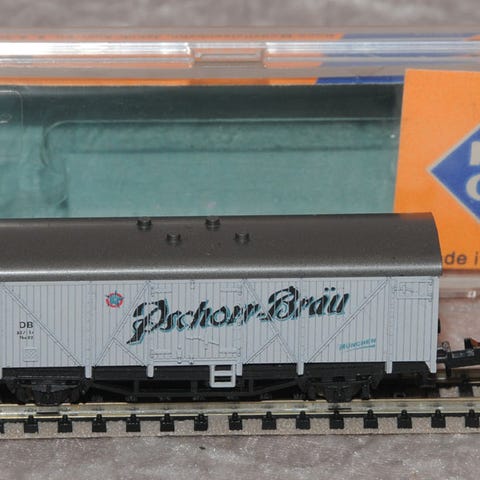 Pschorr-Bräu
DB
MÜNCHEN
de i